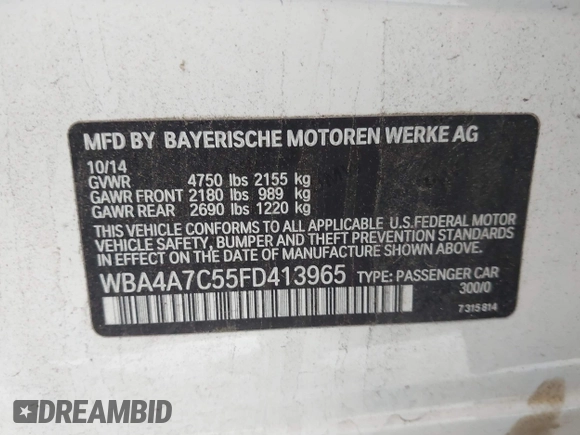 MFD BY BAYERISCHE MOTOREN WERKE AG
10/14
GVWR 4750 lbs 2155 kg
GAWR FRONT 2180 lbs 989 kg
GAWR REAR 2690 lbs 1220 kg
THIS VEHICLE CONFORMS TO ALL APPLICABLE U.S.FEDERAL MOTOR
VEHICLE SAFETY, BUMPER AND THEFT PREVENTION STANDARDS
IN EFFECT ON THE DATE OF MANUFACTURE SHOWN ABOVE.
WBA4A7C55FD413965 TYPE: PASSENGER CAR
300/0
7315814
DREAMBID